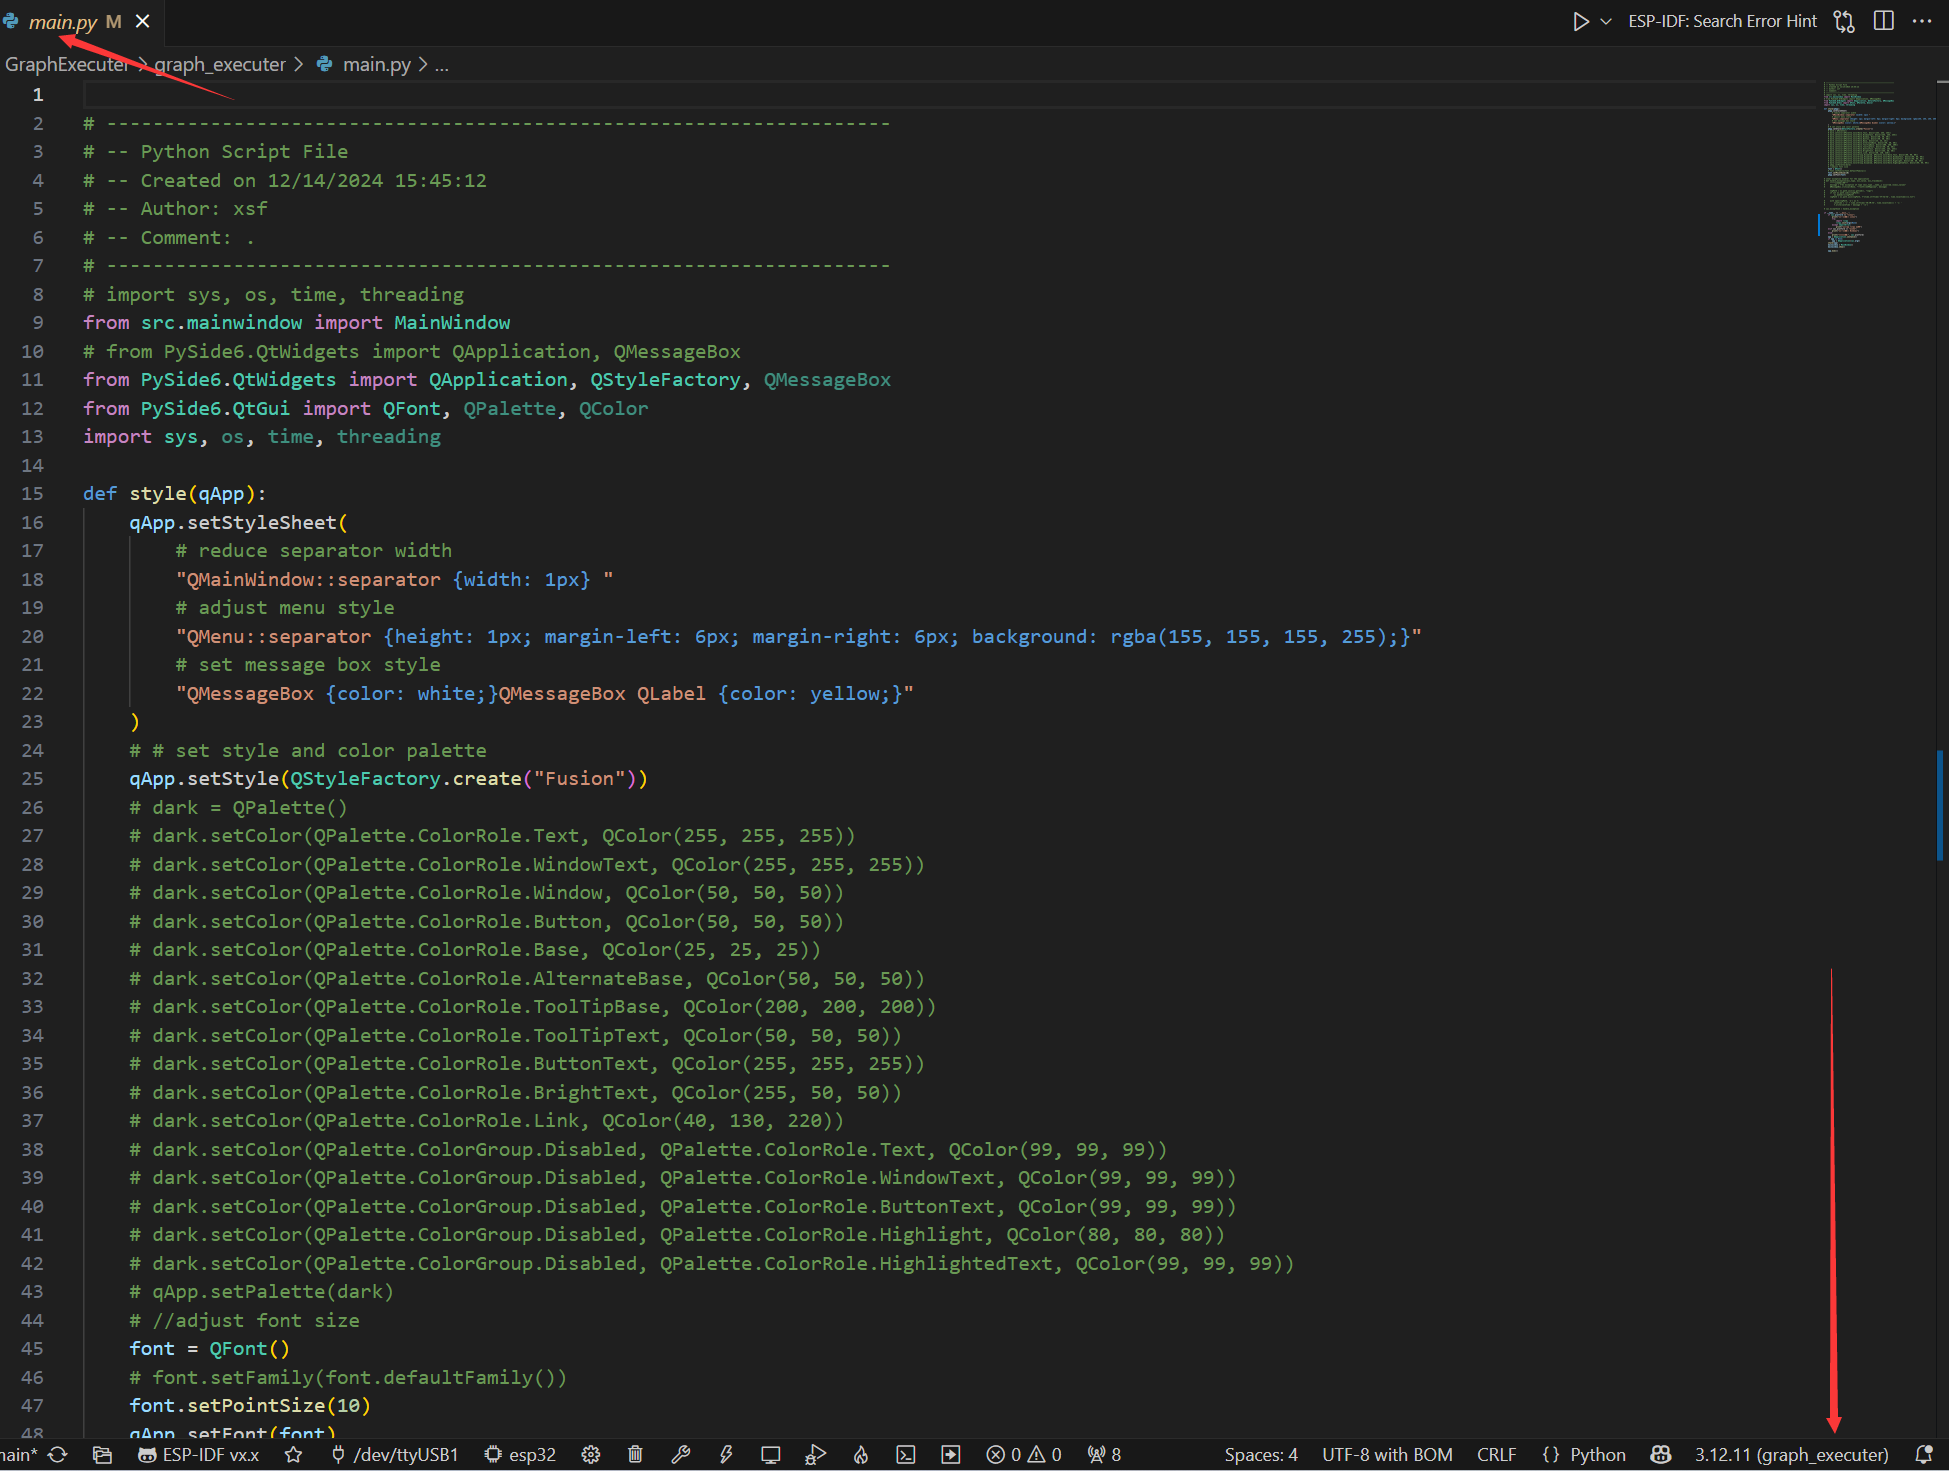 main.py M
ESP-IDF: Search Error Hint
GraphExecuter > graph_executer > main.py > ...
1
2 # --------------------------------------------------------------------
3 # -- Python Script File
4 # -- Created on 12/14/2024 15:45:12
5 # -- Author: xsf
6 # -- Comment: .
7 # --------------------------------------------------------------------
8 # import sys, os, time, threading
9 from src.mainwindow import MainWindow
10 # from PySide6.QtWidgets import QApplication, QMessageBox
11 from PySide6.QtWidgets import QApplication, QStyleFactory, QMessageBox
12 from PySide6.QtGui import QFont, QPalette, QColor
13 import sys, os, time, threading
14
15 def style(qApp):
16     qApp.setStyleSheet(
17         # reduce separator width
18         "QMainWindow::separator {width: 1px} "
19         # adjust menu style
20         "QMenu::separator {height: 1px; margin-left: 6px; margin-right: 6px; background: rgba(155, 155, 155, 255);}"
21         # set message box style
22         "QMessageBox {color: white;}QMessageBox QLabel {color: yellow;}"
23     )
24     # # set style and color palette
25     qApp.setStyle(QStyleFactory.create("Fusion"))
26     # dark = QPalette()
27     # dark.setColor(QPalette.ColorRole.Text, QColor(255, 255, 255))
28     # dark.setColor(QPalette.ColorRole.WindowText, QColor(255, 255, 255))
29     # dark.setColor(QPalette.ColorRole.Window, QColor(50, 50, 50))
30     # dark.setColor(QPalette.ColorRole.Button, QColor(50, 50, 50))
31     # dark.setColor(QPalette.ColorRole.Base, QColor(25, 25, 25))
32     # dark.setColor(QPalette.ColorRole.AlternateBase, QColor(50, 50, 50))
33     # dark.setColor(QPalette.ColorRole.ToolTipBase, QColor(200, 200, 200))
34     # dark.setColor(QPalette.ColorRole.ToolTipText, QColor(50, 50, 50))
35     # dark.setColor(QPalette.ColorRole.ButtonText, QColor(255, 255, 255))
36     # dark.setColor(QPalette.ColorRole.BrightText, QColor(255, 50, 50))
37     # dark.setColor(QPalette.ColorRole.Link, QColor(40, 130, 220))
38     # dark.setColor(QPalette.ColorGroup.Disabled, QPalette.ColorRole.Text, QColor(99, 99, 99))
39     # dark.setColor(QPalette.ColorGroup.Disabled, QPalette.ColorRole.WindowText, QColor(99, 99, 99))
40     # dark.setColor(QPalette.ColorGroup.Disabled, QPalette.ColorRole.ButtonText, QColor(99, 99, 99))
41     # dark.setColor(QPalette.ColorGroup.Disabled, QPalette.ColorRole.Highlight, QColor(80, 80, 80))
42     # dark.setColor(QPalette.ColorGroup.Disabled, QPalette.ColorRole.HighlightedText, QColor(99, 99, 99))
43     # qApp.setPalette(dark)
44     # //adjust font size
45     font = QFont()
46     # font.setFamily(font.defaultFamily())
47     font.setPointSize(10)
48     qApp.setFont(font)
main* ESP-IDF vx.x /dev/ttyUSB1 esp32 0 0 8 Spaces: 4 UTF-8 with BOM CRLF {} Python 3.12.11 (graph_executer)